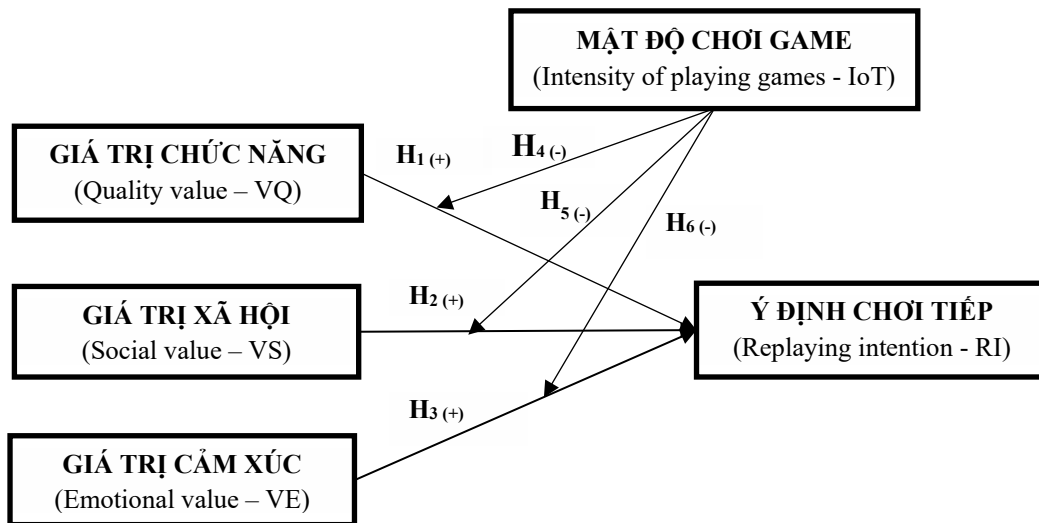 MẬT ĐỘ CHƠI GAME
(Intensity of playing games - IoT)
GIÁ TRỊ CHỨC NĂNG
(Quality value – VQ)
H1 (+)
H4 (-)
H5 (-)
H6 (-)
GIÁ TRỊ XÃ HỘI
(Social value – VS)
H2 (+)
Ý ĐỊNH CHƠI TIẾP
(Replaying intention - RI)
H3 (+)
GIÁ TRỊ CẢM XÚC
(Emotional value – VE)